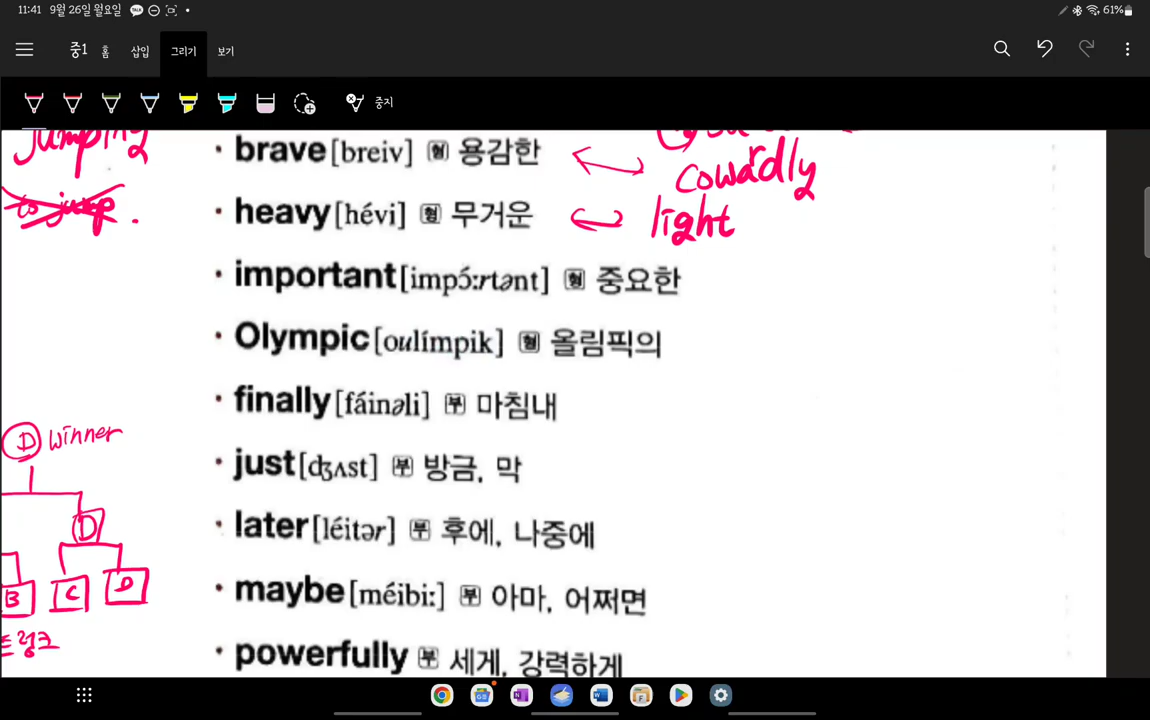 11:41 9월 26일 월요일 TALK 61%
중1 홈 삽입 그리기 보기
중지
jumping
brave[breiv] 형 용감한
cowardly
to jump.
heavy[hévi] 형 무거운
light
important[impɔ́ːrtənt] 형 중요한
Olympic[oulímpik] 형 올림픽의
finally[fáinəli] 부 마침내
D winner
just[dʒʌst] 부 방금, 막
D
later[léitər] 부 후에, 나중에
B C D
maybe[méibiː] 부 아마, 어쩌면
powerfully 부 세게, 강력하게